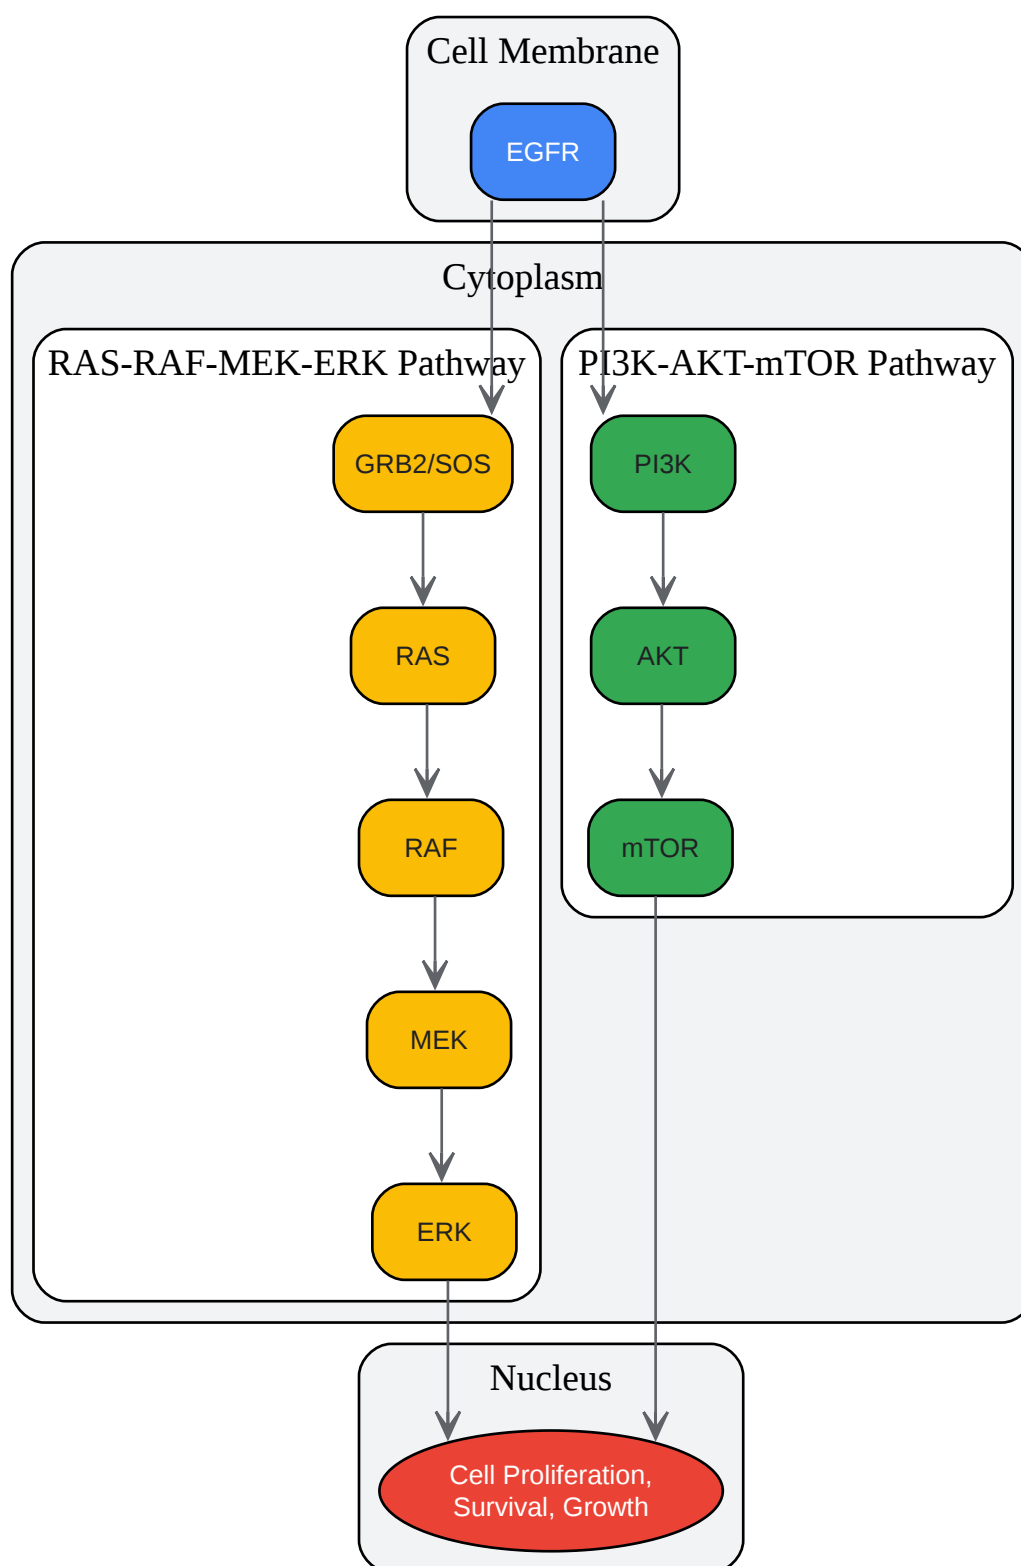 Cell Membrane
EGFR
Cytoplasm
RAS-RAF-MEK-ERK Pathway
GRB2/SOS
RAS
RAF
MEK
ERK
PI3K-AKT-mTOR Pathway
PI3K
AKT
mTOR
Nucleus
Cell Proliferation,
Survival, Growth